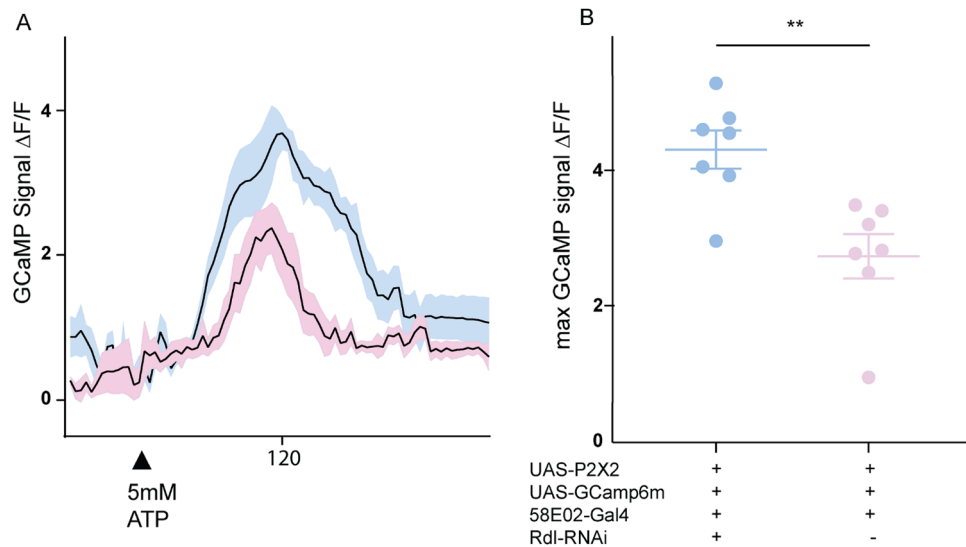 A
GCaMP Signal ΔF/F
4
2
0
120
5mM
ATP
B
**
max GCaMP signal ΔF/F
4
2
0
UAS-P2X2 + +
UAS-GCamp6m + +
58E02-Gal4 + +
Rdl-RNAi + -